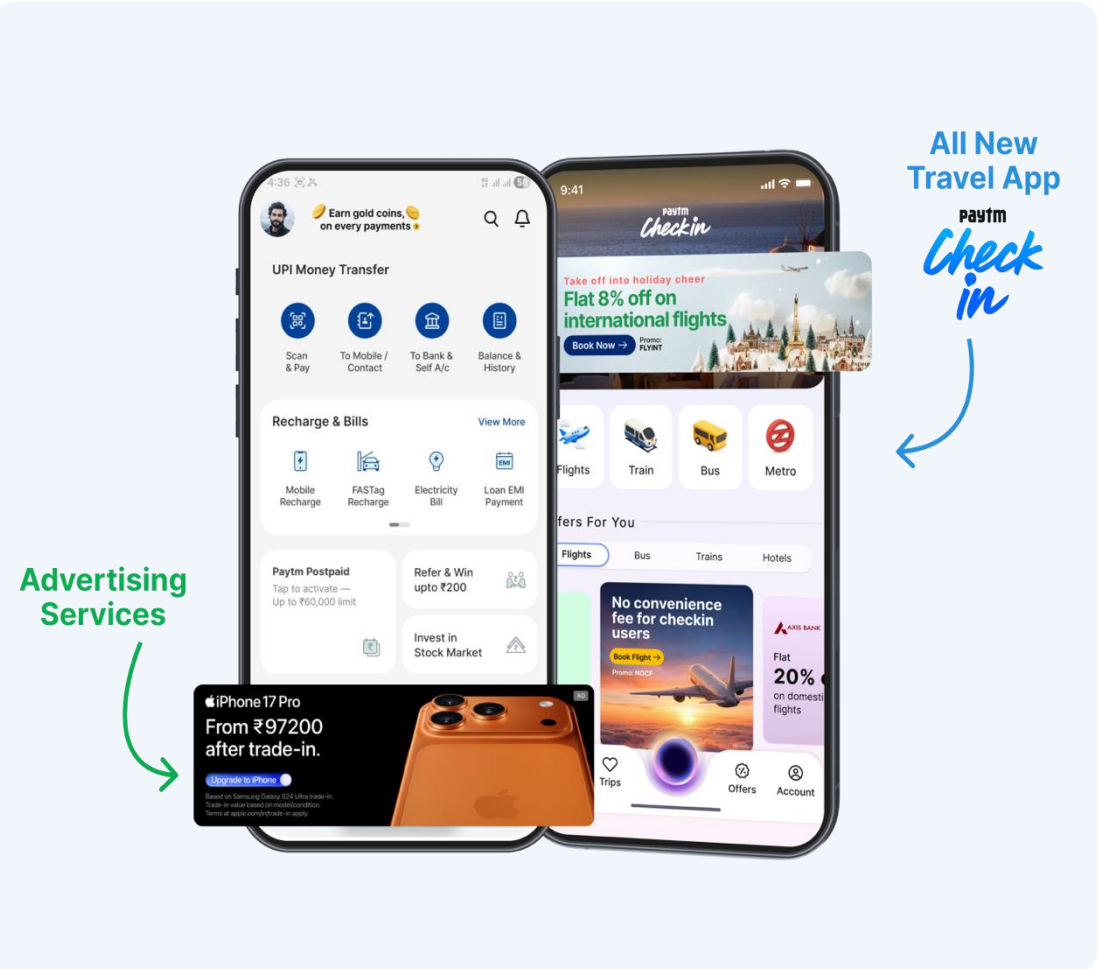 All New
Travel App
Paytm
Check
in
Advertising
Services
4:36
Earn gold coins,
on every payments
UPI Money Transfer
Scan
& Pay
To Mobile /
Contact
To Bank &
Self A/c
Balance &
History
Recharge & Bills
View More
Mobile
Recharge
FASTag
Recharge
Electricity
Bill
EMI
Loan EMI
Payment
Paytm Postpaid
Tap to activate —
Up to ₹60,000 limit
Refer & Win
upto ₹200
Invest in
Stock Market
iPhone 17 Pro
AD
From ₹97200
after trade-in.
Upgrade to iPhone
Based on Samsung Galaxy S24 Ultra trade-in.
Trade-in value based on model/condition.
Terms at apple.com/in/trade-in apply.
9:41
Paytm
Checkin
Take off into holiday cheer
Flat 8% off on
international flights
Book Now →
Promo:
FLYINT
Flights
Train
Bus
Metro
fers For You
Flights
Bus
Trains
Hotels
No convenience
fee for checkin
users
Book Flight →
Promo: NOCF
AXIS BANK
Flat
20%
on domesti
flights
Trips
Offers
Account